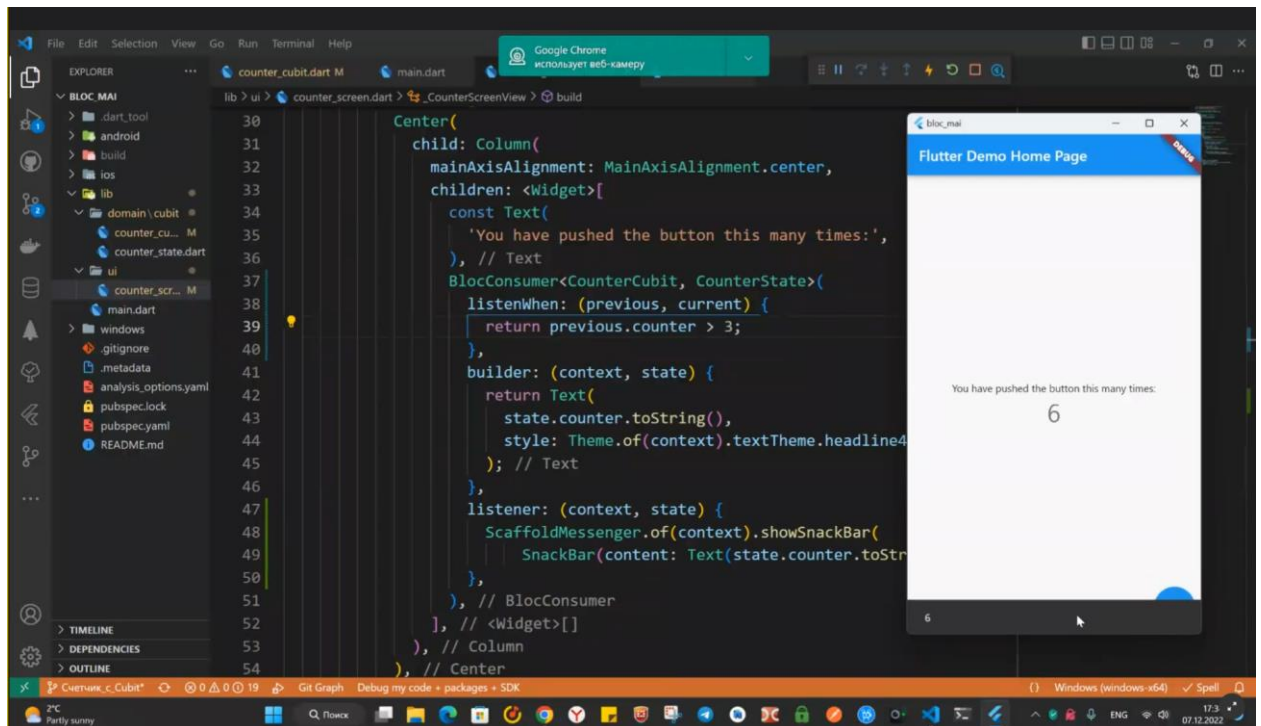 File Edit Selection View Go Run Terminal Help
Google Chrome
использует веб-камеру
EXPLORER
counter_cubit.dart M
main.dart
BLOC_MAI
lib > ui > counter_screen.dart > _CounterScreenView > build
.dart_tool
android
build
ios
lib
domain\cubit
counter_cu... M
counter_state.dart
ui
counter_scr... M
main.dart
windows
.gitignore
.metadata
analysis_options.yaml
pubspec.lock
pubspec.yaml
README.md
TIMELINE
DEPENDENCIES
OUTLINE
30 Center(
31 child: Column(
32 mainAxisAlignment: MainAxisAlignment.center,
33 children: <Widget>[
34 const Text(
35 'You have pushed the button this many times:',
36 ), // Text
37 BlocConsumer<CounterCubit, CounterState>(
38 listenWhen: (previous, current) {
39 return previous.counter > 3;
40 },
41 builder: (context, state) {
42 return Text(
43 state.counter.toString(),
44 style: Theme.of(context).textTheme.headline4
45 ); // Text
46 },
47 listener: (context, state) {
48 ScaffoldMessenger.of(context).showSnackBar(
49 SnackBar(content: Text(state.counter.toStr
50 },
51 ), // BlocConsumer
52 ], // <Widget>[]
53 ), // Column
54 ), // Center
bloc_mai
Flutter Demo Home Page
DEBUG
You have pushed the button this many times:
6
6
Счетчик_с_Cubit* 0 0 19 Git Graph Debug my code + packages + SDK
{} Windows (windows-x64) Spell
2°C
Partly sunny
Поиск
ENG
17:3
07.12.2022